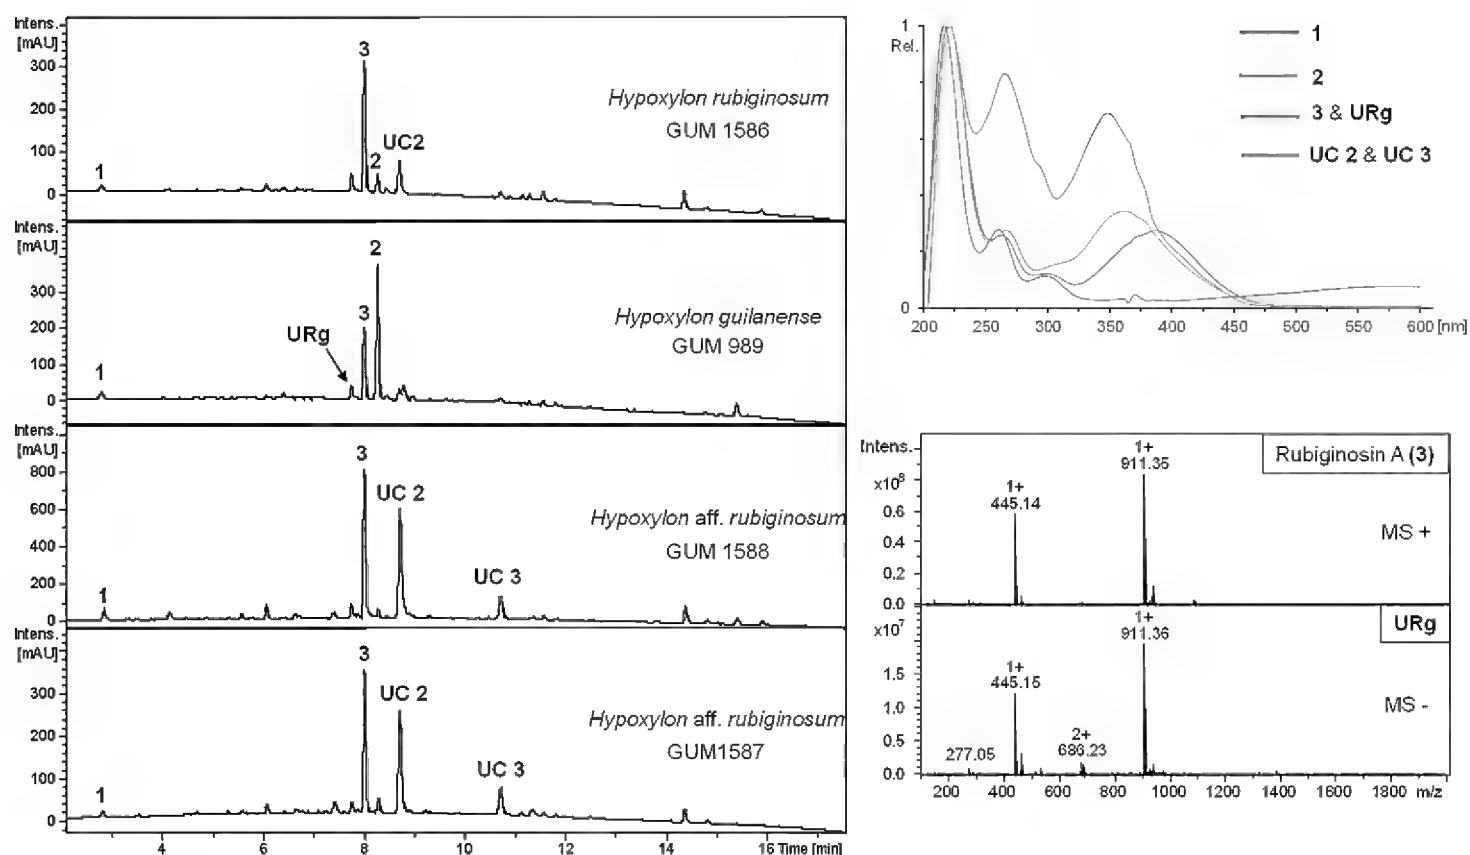 Intens.
[mAU]
300
200
100
0
1
3
2
UC2
Hypoxylon rubiginosum
GUM 1586
Intens.
[mAU]
300
200
100
0
1
URg
3
2
Hypoxylon guilanense
GUM 989
Intens.
[mAU]
800
600
400
200
0
1
3
UC 2
UC 3
Hypoxylon aff. rubiginosum
GUM 1588
Intens.
[mAU]
300
200
100
0
1
3
UC 2
UC 3
Hypoxylon aff. rubiginosum
GUM1587
4 6 8 10 12 14 16 Time [min]
1
Rel.
0
200 250 300 350 400 450 500 550 600 [nm]
1
2
3 & URg
UC 2 & UC 3
Intens.
x10⁸
0.6
0.4
0.2
0.0
1+
445.14
1+
911.35
Rubiginosin A (3)
MS +
x10⁷
1.5
1.0
0.5
0.0
277.05
1+
445.15
2+
686.23
1+
911.36
URg
MS -
200 400 600 800 1000 1200 1400 1600 1800 m/z